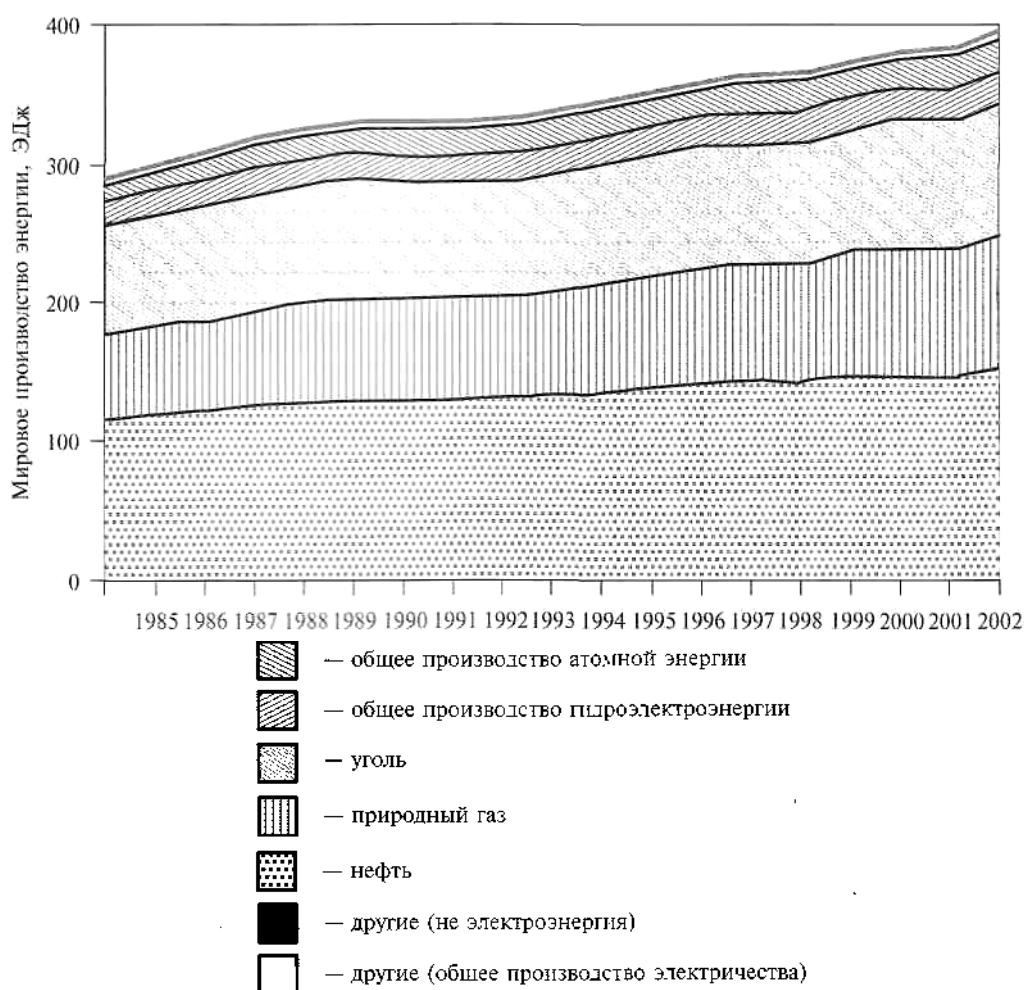 Мировое производство энергии, ЭДж
400
300
200
100
0
1985 1986 1987 1988 1989 1990 1991 1992 1993 1994 1995 1996 1997 1998 1999 2000 2001 2002
— общее производство атомной энергии
— общее производство гидроэлектроэнергии
— уголь
— природный газ
— нефть
— другие (не электроэнергия)
— другие (общее производство электричества)